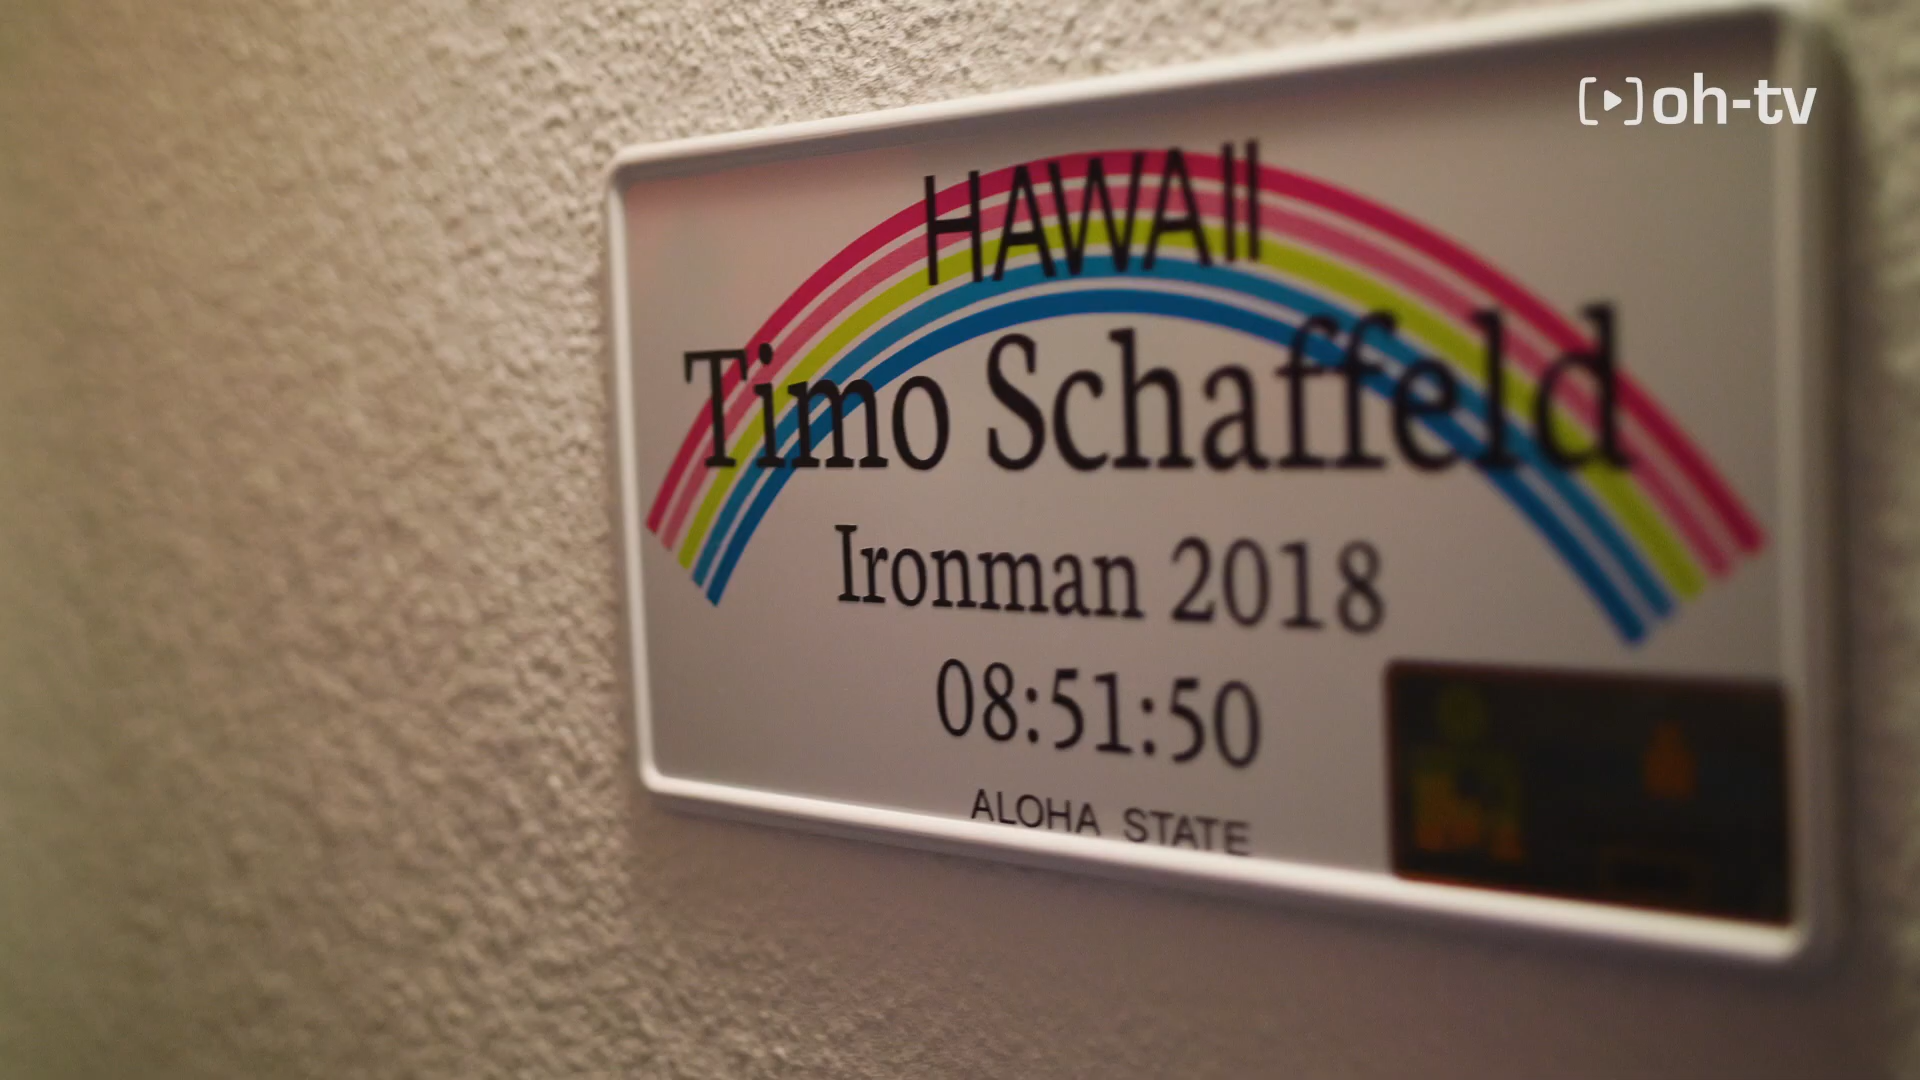 oh-tv
HAWAII
Timo Schaffeld
Ironman 2018
08:51:50
ALOHA STATE